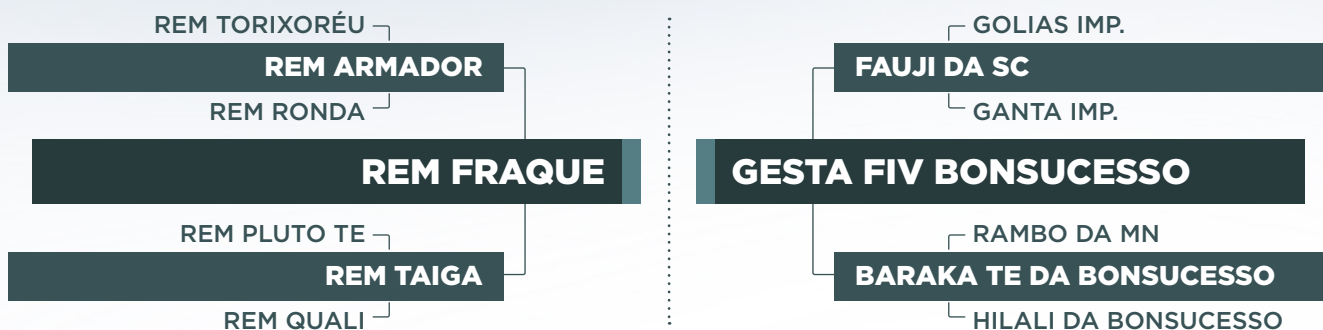 REM TORIXORÉU
REM ARMADOR
REM RONDA
REM FRAQUE
REM PLUTO TE
REM TAIGA
REM QUALI
GOLIAS IMP.
FAUJI DA SC
GANTA IMP.
GESTA FIV BONSUCESSO
RAMBO DA MN
BARAKA TE DA BONSUCESSO
HILALI DA BONSUCESSO